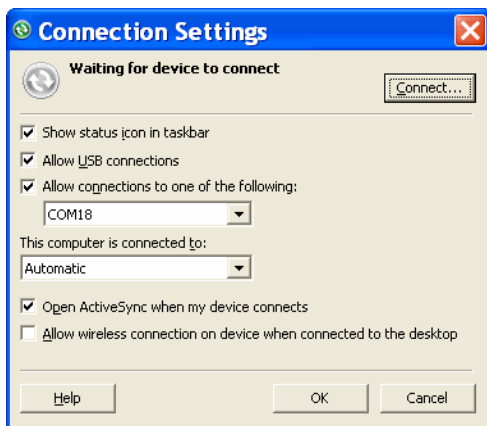 Connection Settings
Waiting for device to connect
Connect...
Show status icon in taskbar
Allow USB connections
Allow connections to one of the following:
COM18
This computer is connected to:
Automatic
Open ActiveSync when my device connects
Allow wireless connection on device when connected to the desktop
Help
OK
Cancel